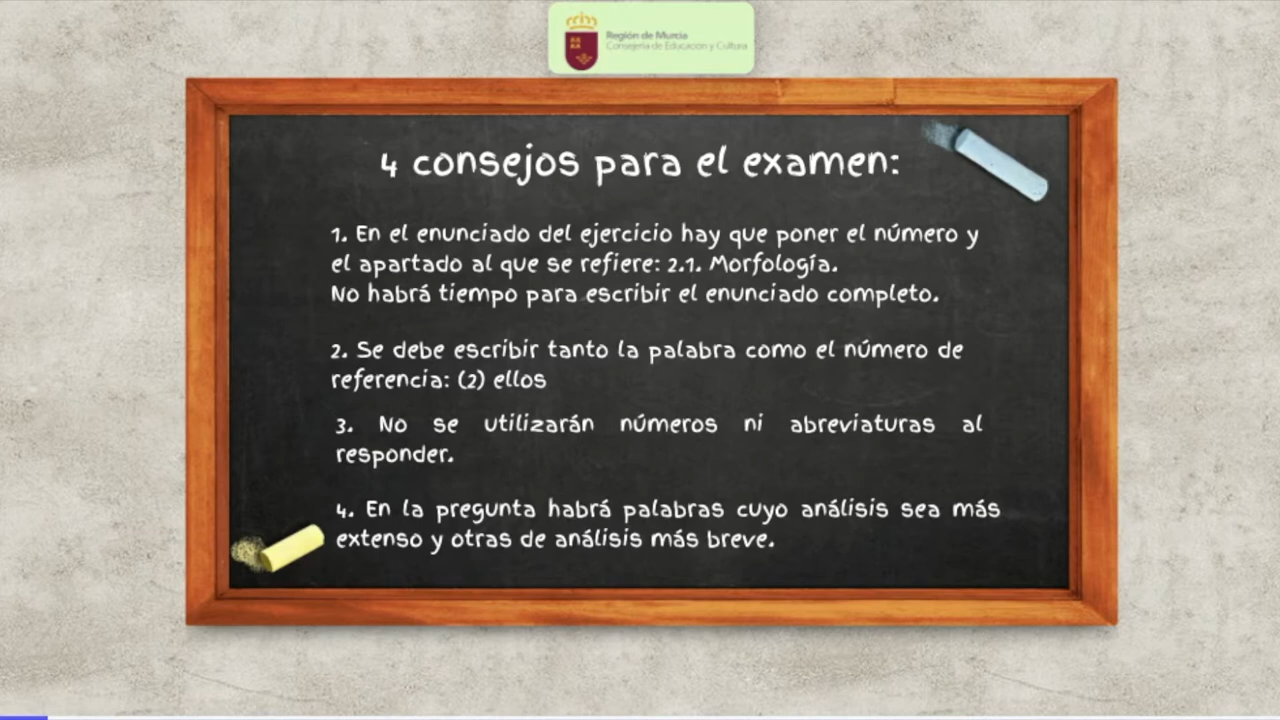 Región de Murcia
Consejería de Educación y Cultura
4 consejos para el examen:
1. En el enunciado del ejercicio hay que poner el número y
el apartado al que se refiere: 2.1. Morfología.
No habrá tiempo para escribir el enunciado completo.
2. Se debe escribir tanto la palabra como el número de
referencia: (2) ellos
3. No se utilizarán números ni abreviaturas al
responder.
4. En la pregunta habrá palabras cuyo análisis sea más
extenso y otras de análisis más breve.